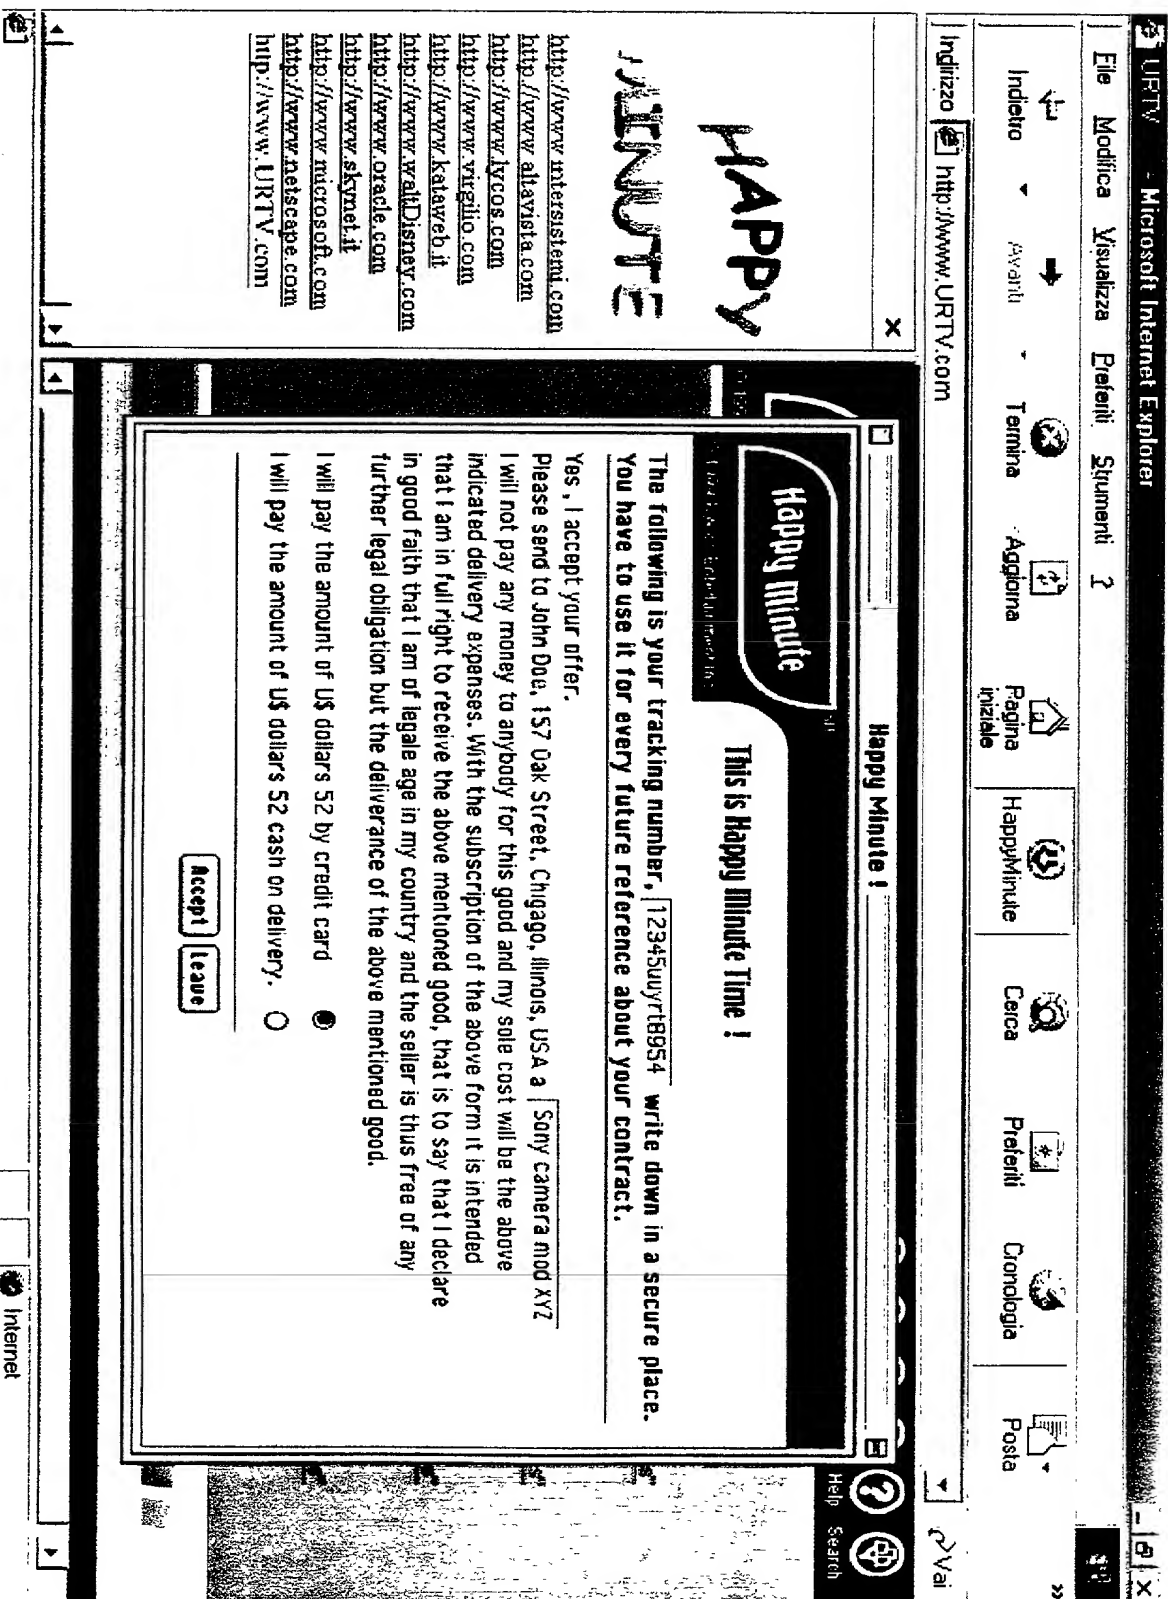 URTV - Microsoft Internet Explorer
File Modifica Visualizza Preferiti Strumenti ?
Indietro Avanti Termina Aggiorna Pagina iniziale HappyMinute Cerca Preferiti Cronologia Posta »
Indirizzo http://www.URTV.com Vai
X
HAPPY
MINUTE
http://www.intersistemi.com
http://www.altavista.com
http://www.lycos.com
http://www.virgilio.com
http://www.kataweb.it
http://www.waltDisney.com
http://www.oracle.com
http://www.skynet.it
http://www.microsoft.com
http://www.netscape.com
http://www.URTV.com
Happy Minute !
Happy Minute
This is Happy Minute Time !
The following is your tracking number, 12345uuyrt8954 write down in a secure place.
You have to use it for every future reference about your contract.
Yes, I accept your offer.
Please send to John Doe, 157 Oak Street, Chigago, Illinois, USA a Sony camera mod XYZ
I will not pay any money to anybody for this good and my sole cost will be the above
indicated delivery expenses. With the subscription of the above form it is intended
that I am in full right to receive the above mentioned good, that is to say that I declare
in good faith that I am of legale age in my country and the seller is thus free of any
further legal obligation but the deliverance of the above mentioned good.
I will pay the amount of U$ dollars 52 by credit card
I will pay the amount of U$ dollars 52 cash on delivery.
Accept leave
Help Search
Internet